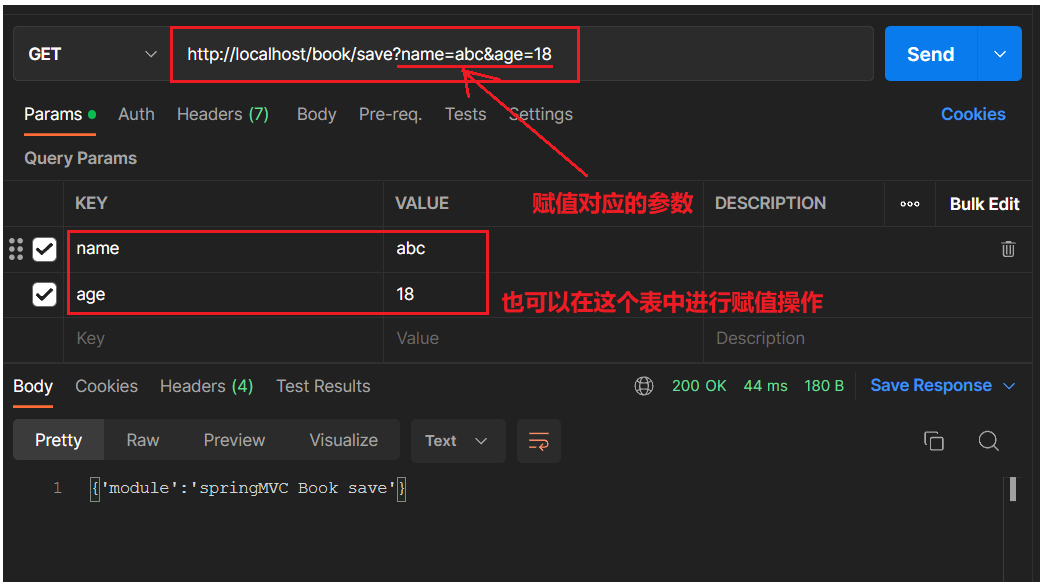 GET http://localhost/book/save?name=abc&age=18 Send
Params Auth Headers (7) Body Pre-req. Tests Settings Cookies
Query Params
KEY VALUE 赋值对应的参数 DESCRIPTION Bulk Edit
name abc
age 18 也可以在这个表中进行赋值操作
Key Value Description
Body Cookies Headers (4) Test Results 200 OK 44 ms 180 B Save Response
Pretty Raw Preview Visualize Text
1 {'module':'springMVC Book save'}